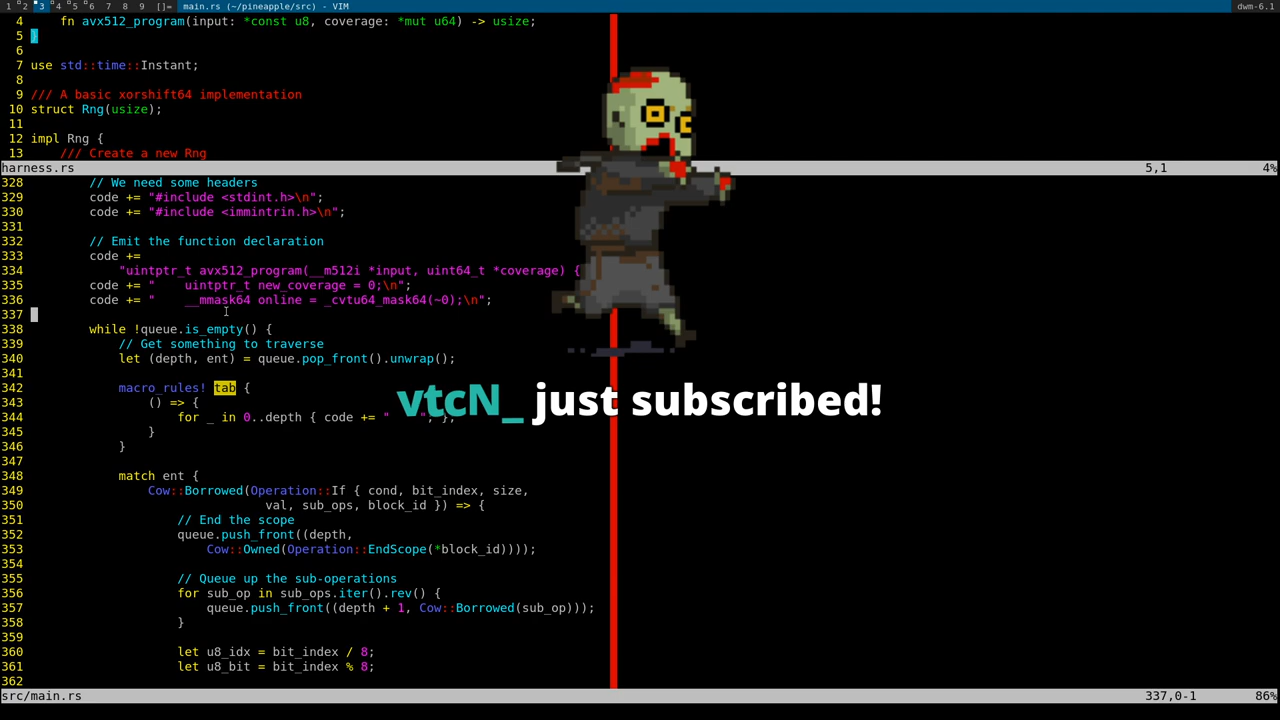 1 2 3 4 5 6 7 8 9 []= main.rs (~/pineapple/src) - VIM dwm-6.1
4 fn avx512_program(input: *const u8, coverage: *mut u64) -> usize;
5 }
6
7 use std::time::Instant;
8
9 /// A basic xorshift64 implementation
10 struct Rng(usize);
11
12 impl Rng {
13 /// Create a new Rng
harness.rs 5,1 4%
328 // We need some headers
329 code += "#include <stdint.h>\n";
330 code += "#include <immintrin.h>\n";
331
332 // Emit the function declaration
333 code +=
334 "uintptr_t avx512_program(__m512i *input, uint64_t *coverage) {
335 code += "    uintptr_t new_coverage = 0;\n";
336 code += "    __mmask64 online = _cvtu64_mask64(~0);\n";
337
338 while !queue.is_empty() {
339 // Get something to traverse
340 let (depth, ent) = queue.pop_front().unwrap();
341
342 macro_rules! tab {
343 () => {
344 for _ in 0..depth { code += "    "; };
345 }
346 }
347
348 match ent {
349 Cow::Borrowed(Operation::If { cond, bit_index, size,
350 val, sub_ops, block_id }) => {
351 // End the scope
352 queue.push_front((depth,
353 Cow::Owned(Operation::EndScope(*block_id))));
354
355 // Queue up the sub-operations
356 for sub_op in sub_ops.iter().rev() {
357 queue.push_front((depth + 1, Cow::Borrowed(sub_op)));
358 }
359
360 let u8_idx = bit_index / 8;
361 let u8_bit = bit_index % 8;
362
src/main.rs 337,0-1 86%
vtcN_ just subscribed!